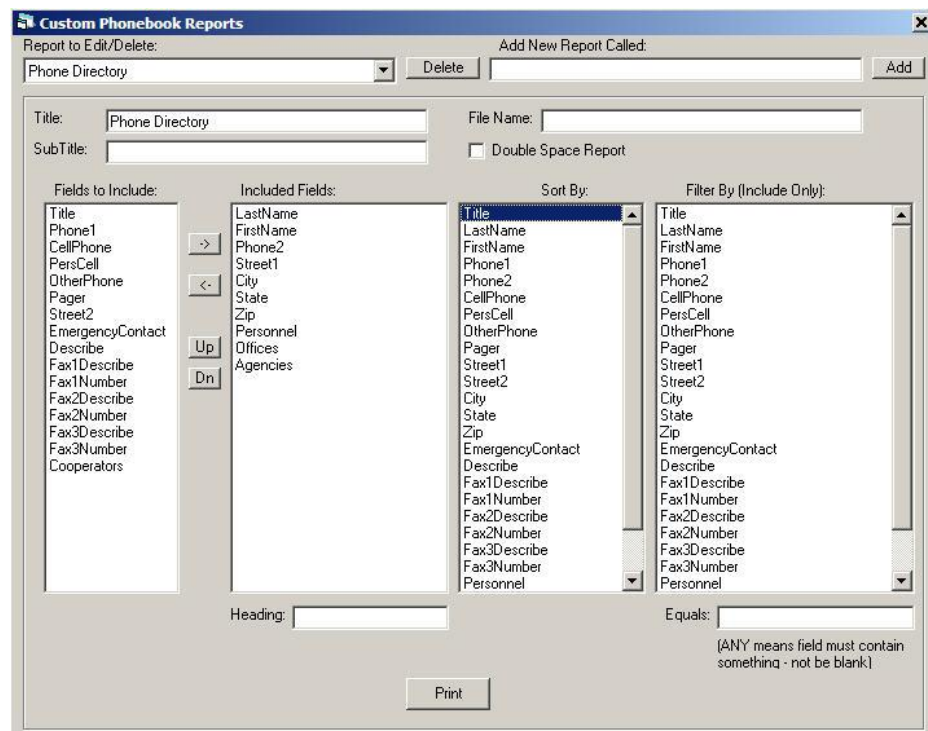 Custom Phonebook Reports
Report to Edit/Delete:
Add New Report Called:
Phone Directory
Delete
Add
Title:
Phone Directory
File Name:
SubTitle:
Double Space Report
Fields to Include:
Title
Phone1
CellPhone
PersCell
OtherPhone
Pager
Street2
EmergencyContact
Describe
Fax1Describe
Fax1Number
Fax2Describe
Fax2Number
Fax3Describe
Fax3Number
Cooperators
->
<-
Up
Dn
Included Fields:
LastName
FirstName
Phone2
Street1
City
State
Zip
Personnel
Offices
Agencies
Heading:
Sort By:
Title
LastName
FirstName
Phone1
Phone2
CellPhone
PersCell
OtherPhone
Pager
Street1
Street2
City
State
Zip
EmergencyContact
Describe
Fax1Describe
Fax1Number
Fax2Describe
Fax2Number
Fax3Describe
Fax3Number
Personnel
Filter By (Include Only):
Title
LastName
FirstName
Phone1
Phone2
CellPhone
PersCell
OtherPhone
Pager
Street1
Street2
City
State
Zip
EmergencyContact
Describe
Fax1Describe
Fax1Number
Fax2Describe
Fax2Number
Fax3Describe
Fax3Number
Personnel
Equals:
(ANY means field must contain
something - not be blank)
Print